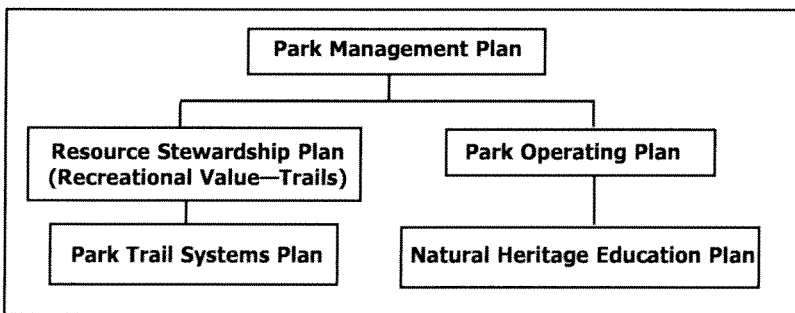 Park Management Plan
Resource Stewardship Plan
(Recreational Value—Trails)
Park Operating Plan
Park Trail Systems Plan
Natural Heritage Education Plan